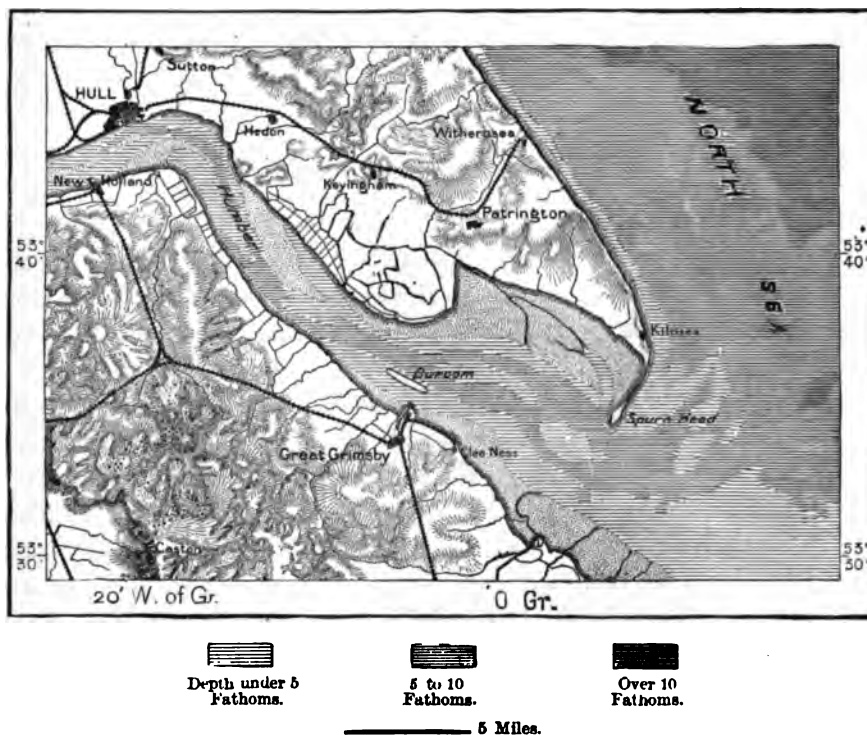 Sutton
HULL
Hedon
Withernsea
New Holland
Keyingham
Humber
Patrington
NORTH
SEA
53°
40'
53°
40'
Kilnsea
Burcom
Spurn Head
Great Grimsby
Clee Ness
Caston
53°
30'
53°
30'
20' W. of Gr.
0 Gr.
Depth under 5
Fathoms.
5 to 10
Fathoms.
Over 10
Fathoms.
5 Miles.